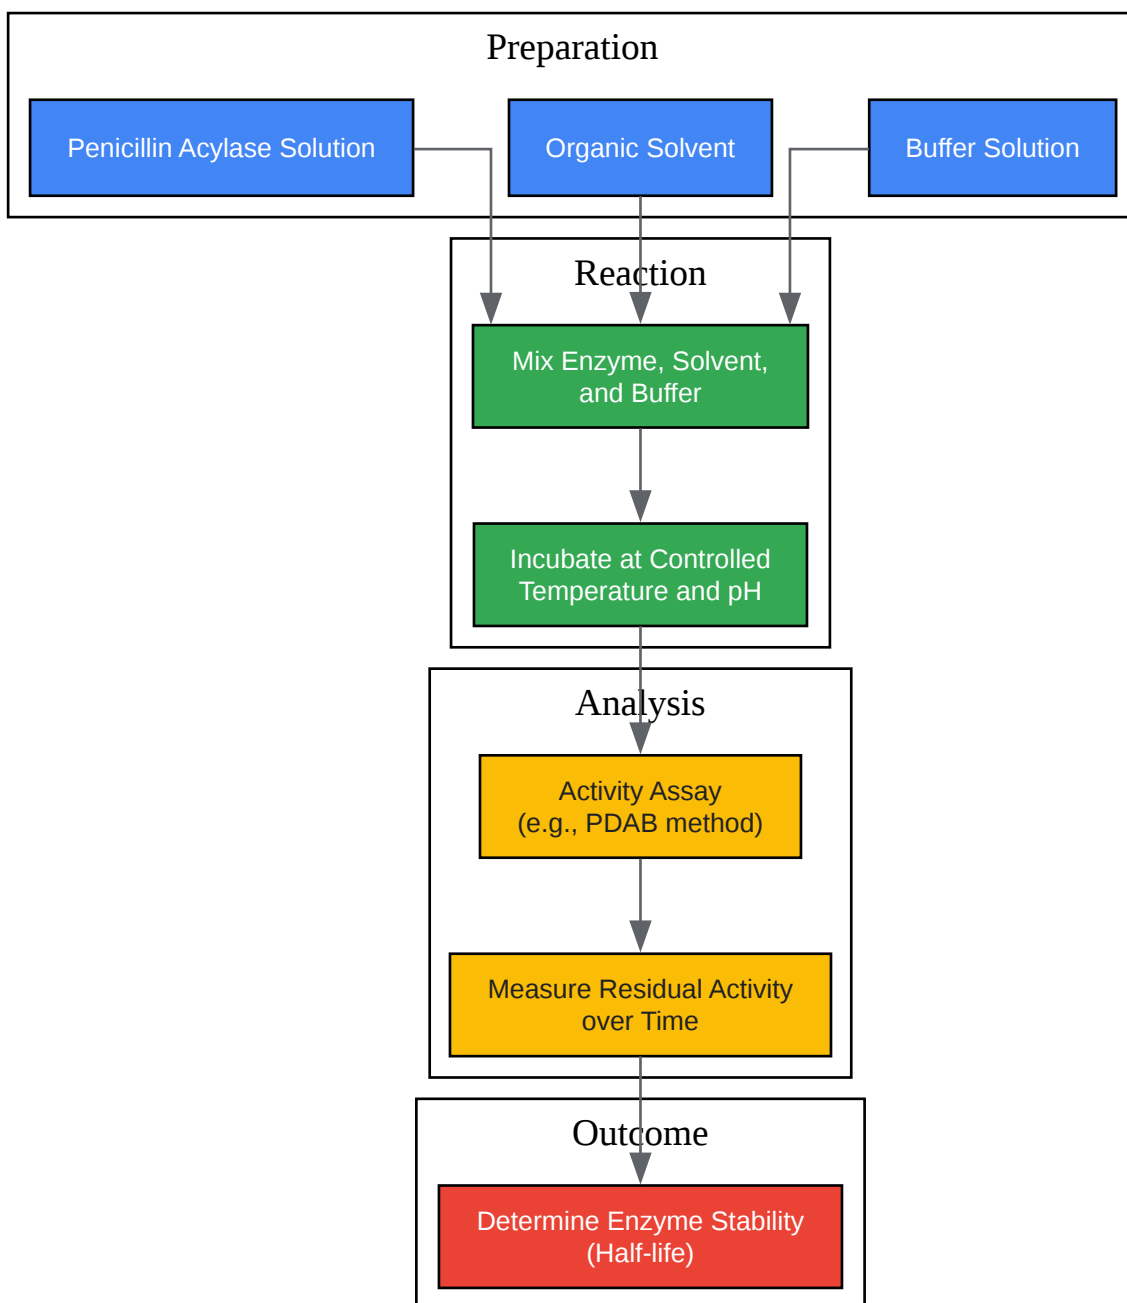 Preparation
Penicillin Acylase Solution
Organic Solvent
Buffer Solution
Reaction
Mix Enzyme, Solvent,
and Buffer
Incubate at Controlled
Temperature and pH
Analysis
Activity Assay
(e.g., PDAB method)
Measure Residual Activity
over Time
Outcome
Determine Enzyme Stability
(Half-life)